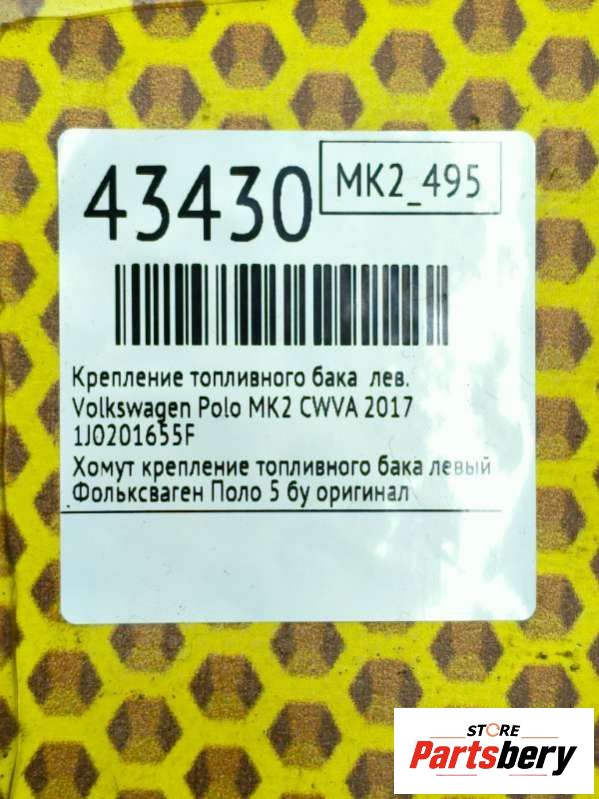 43430
MK2_495
Крепление топливного бака лев.
Volkswagen Polo MK2 CWVA 2017
1J0201655F
Хомут крепление топливного бака левый
Фольксваген Поло 5 бу оригинал
STORE
Partsbery